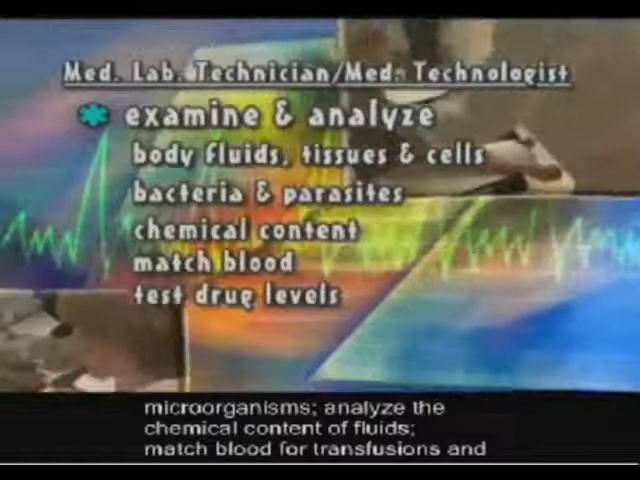 Med. Lab. Technician/Med. Technologist
* examine & analyze
body fluids, tissues & cells
bacteria & parasites
chemical content
match blood
test drug levels
microorganisms; analyze the
chemical content of fluids;
match blood for transfusions and